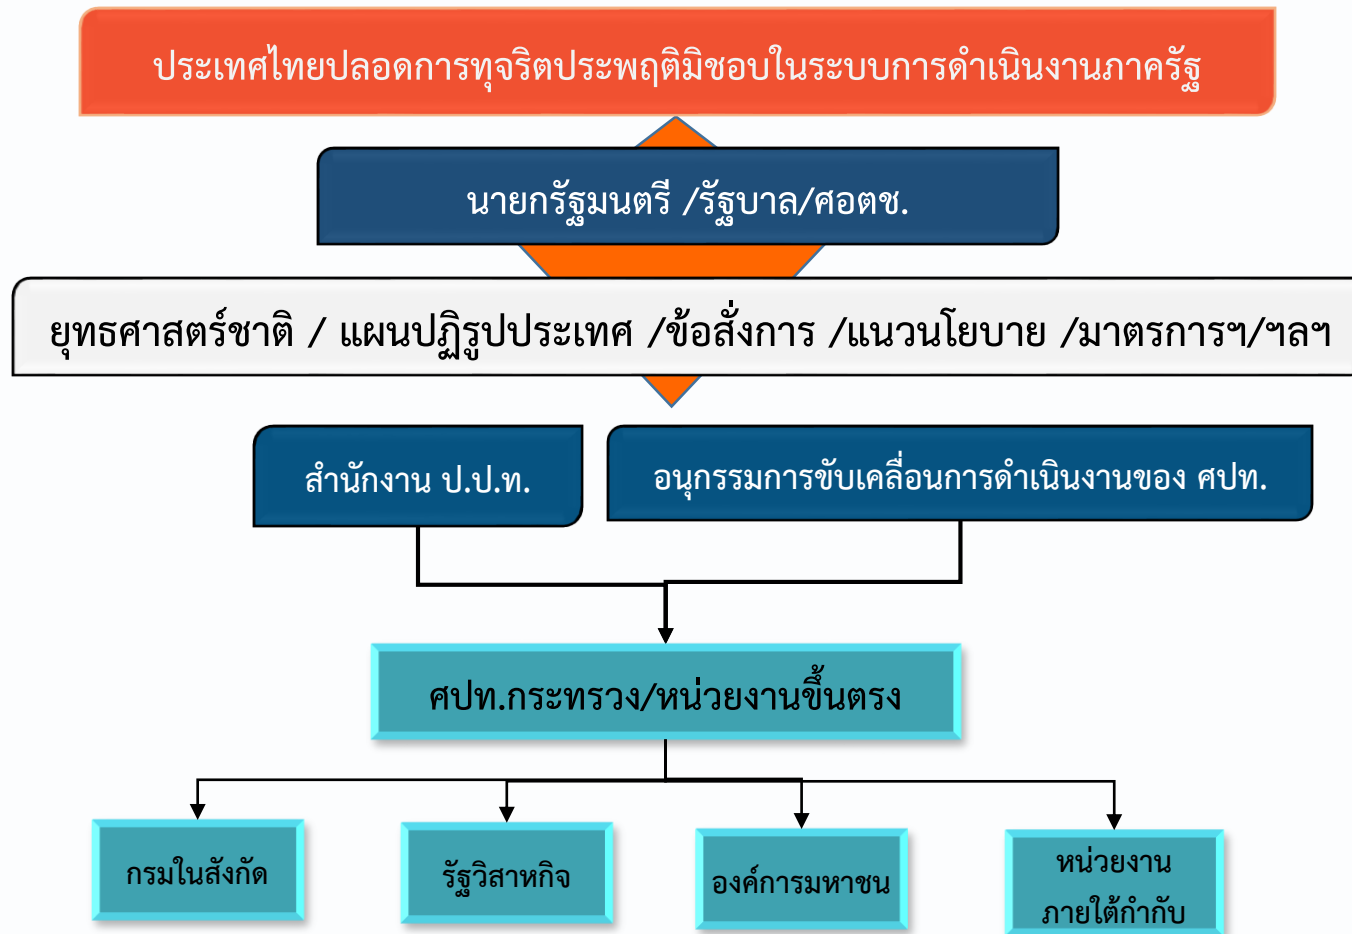 ประเทศไทยปลอดการทุจริตประพฤติมิชอบในระบบการดำเนินงานภาครัฐ
นายกรัฐมนตรี /รัฐบาล/ศอตช.
ยุทธศาสตร์ชาติ / แผนปฏิรูปประเทศ /ข้อสั่งการ /แนวนโยบาย /มาตรการฯ/ฯลฯ
สำนักงาน ป.ป.ท.
อนุกรรมการขับเคลื่อนการดำเนินงานของ ศปท.
ศปท.กระทรวง/หน่วยงานขึ้นตรง
กรมในสังกัด
รัฐวิสาหกิจ
องค์การมหาชน
หน่วยงาน
ภายใต้กำกับ